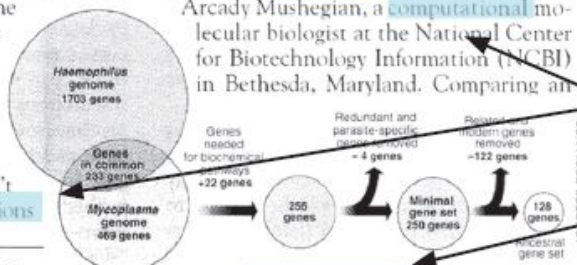 Arcady Mushegian, a computational mo-
lecular biologist at the National Center
for Biotechnology Information (NCBI)
in Bethesda, Maryland. Comparing an
Haemophilus
genome
1703 genes
Genes
in common
233 genes
Mycoplasma
genome
469 genes
Genes
needed
for biochemical
pathways
+22 genes
256
genes
Redundant and
parasite-specific
genes removed
- 4 genes
Minimal
gene set
250 genes
Related
modern genes
removed
-122 genes
128
genes
Ancestral
gene set
ions